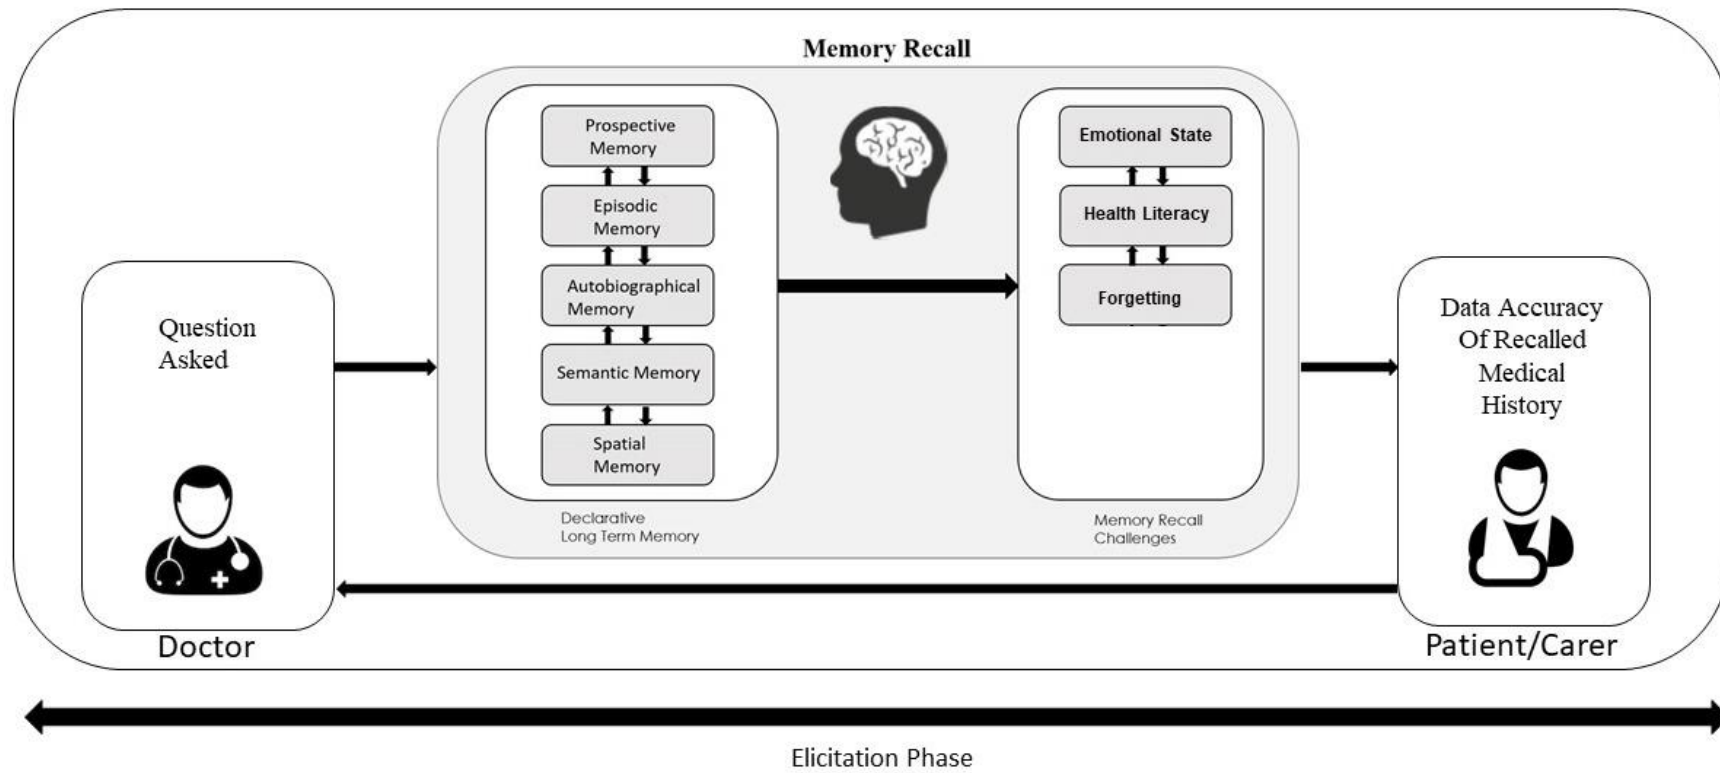 Memory Recall
Prospective
Memory
Episodic
Memory
Autobiographical
Memory
Semantic Memory
Spatial
Memory
Declarative
Long Term Memory
Emotional State
Health Literacy
Forgetting
Memory Recall
Challenges
Question
Asked
Doctor
Data Accuracy
Of Recalled
Medical
History
Patient/Carer
Elicitation Phase